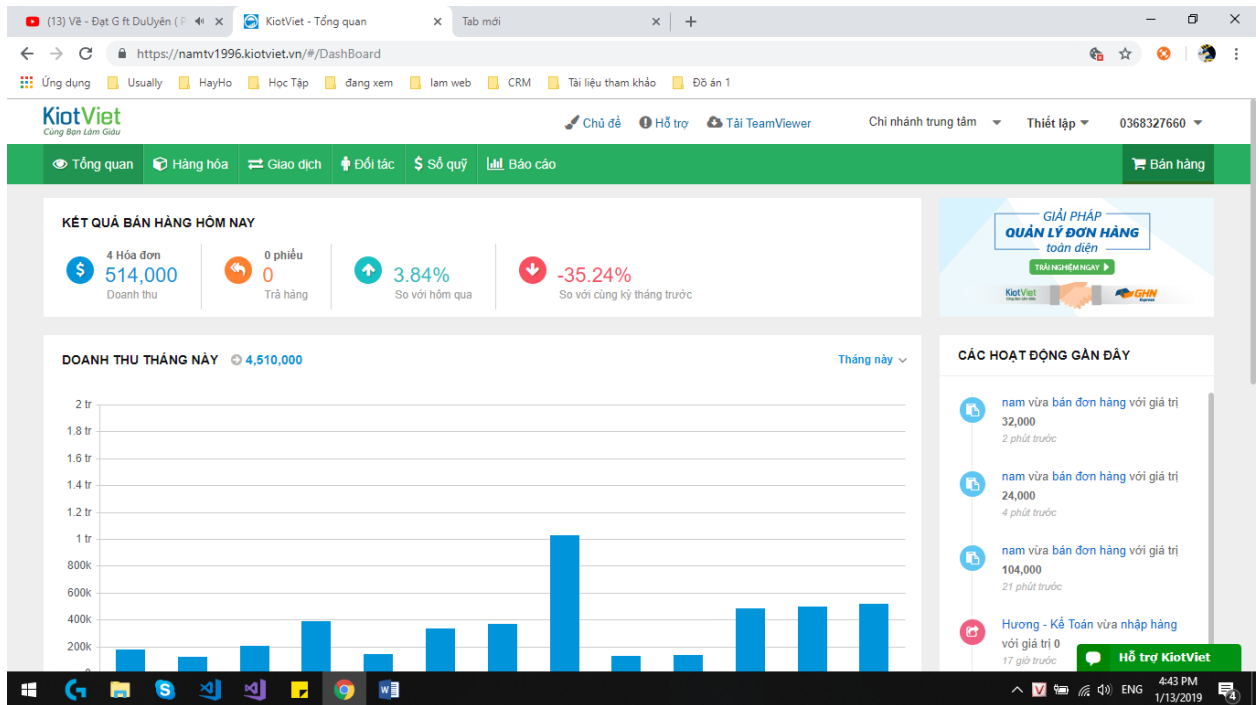 (13) Vẽ - Đạt G ft DuUyên ( P
KiotViet - Tổng quan
Tab mới
https://namtv1996.kiotviet.vn/#/DashBoard
Ứng dụng Usually HayHo Học Tập đang xem lam web CRM Tài liệu tham khảo Đồ án 1
KiotViet
Cùng Bạn Làm Giàu
Chủ đề Hỗ trợ Tải TeamViewer Chi nhánh trung tâm Thiết lập 0368327660
Tổng quan Hàng hóa Giao dịch Đối tác Sổ quỹ Báo cáo Bán hàng
KẾT QUẢ BÁN HÀNG HÔM NAY
4 Hóa đơn
514,000
Doanh thu
0 phiếu
0
Trả hàng
3.84%
So với hôm qua
-35.24%
So với cùng kỳ tháng trước
GIẢI PHÁP
QUẢN LÝ ĐƠN HÀNG
toàn diện
TRẢI NGHIỆM NGAY
KiotViet
GHN
Express
DOANH THU THÁNG NÀY 4,510,000
Tháng này
2 tr
1.8 tr
1.6 tr
1.4 tr
1.2 tr
1 tr
800k
600k
400k
200k
CÁC HOẠT ĐỘNG GẦN ĐÂY
nam vừa bán đơn hàng với giá trị
32,000
2 phút trước
nam vừa bán đơn hàng với giá trị
24,000
4 phút trước
nam vừa bán đơn hàng với giá trị
104,000
21 phút trước
Hương - Kế Toán vừa nhập hàng
với giá trị 0
17 giờ trước
Hỗ trợ KiotViet
ENG
4:43 PM
1/13/2019
4